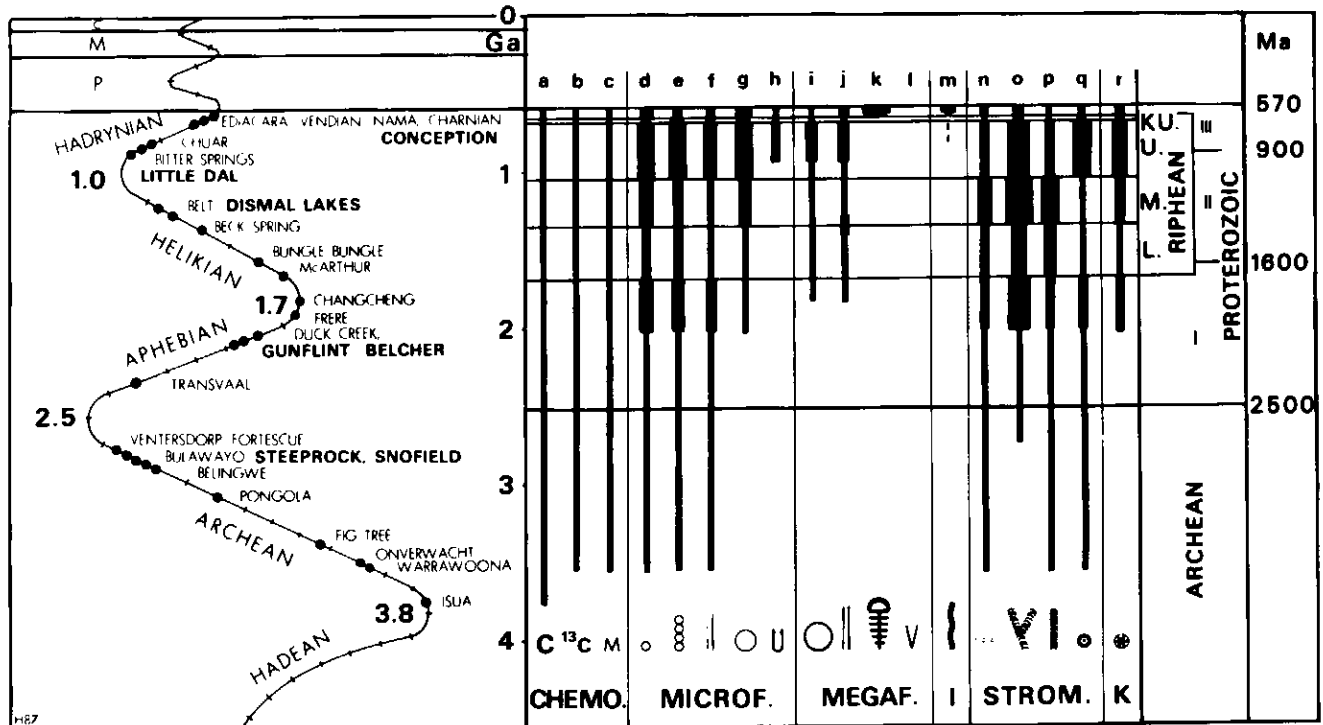 C
M
P
0
Ga
1
2
3
4
a b c d e f g h i j k l m n o p q r
Ma
570
900
1600
2500
KU.
U.
M.
L.
RIPHEAN
III
II
I
PROTEROZOIC
ARCHEAN
HADRYNIAN
EDIACARA VENDIAN NAMA, CHARNIAN
CONCEPTION
CHUAR
BITTER SPRINGS
1.0
LITTLE DAL
BELT DISMAL LAKES
BECK SPRING
HELIKIAN
BUNGLE BUNGLE
McARTHUR
1.7
CHANGCHENG
FRERE
DUCK CREEK,
APHEBIAN
GUNFLINT BELCHER
TRANSVAAL
2.5
VENTERSDORP FORTESCUE
BULAWAYO STEEPROCK, SNOFIELD
BELINGWE
PONGOLA
ARCHEAN
FIG TREE
ONVERWACHT
WARRAWOONA
3.8
ISUA
HADEAN
H87
C ¹³C M
CHEMO. MICROF. MEGAF. I STROM. K